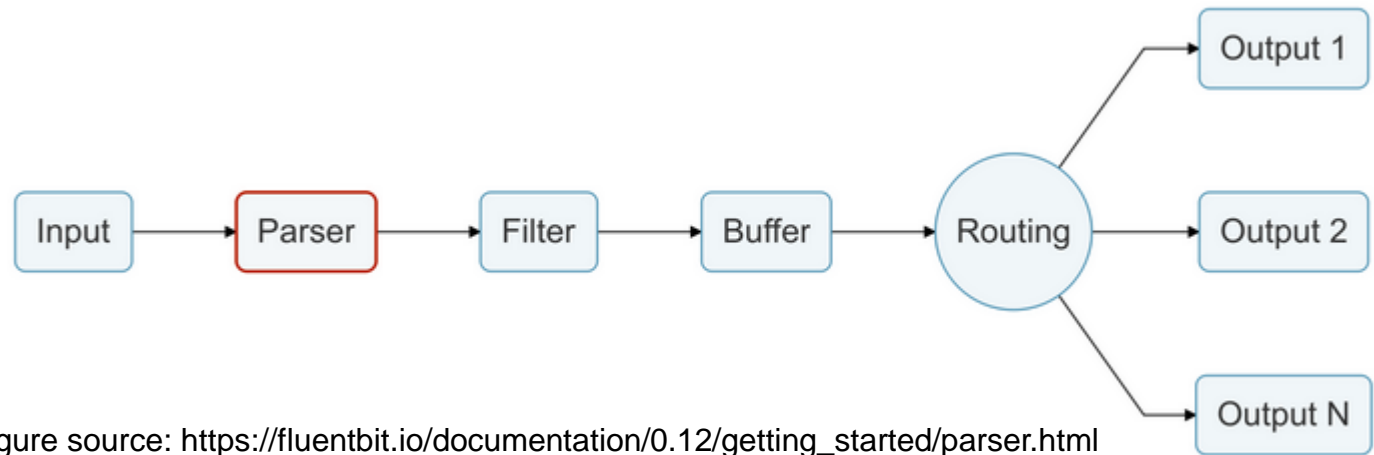 Output 1
Input Parser Filter Buffer Routing Output 2
Output N
gure source: https://fluentbit.io/documentation/0.12/getting_started/parser.html